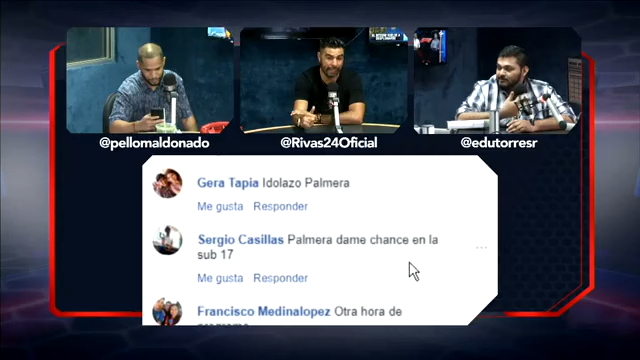 @pellomaldonado
@Rivas24Oficial
@edutorresr
Gera Tapia Idolazo Palmera
Me gusta Responder
Sergio Casillas Palmera dame chance en la
sub 17
Me gusta Responder
Francisco Medinalopez Otra hora de